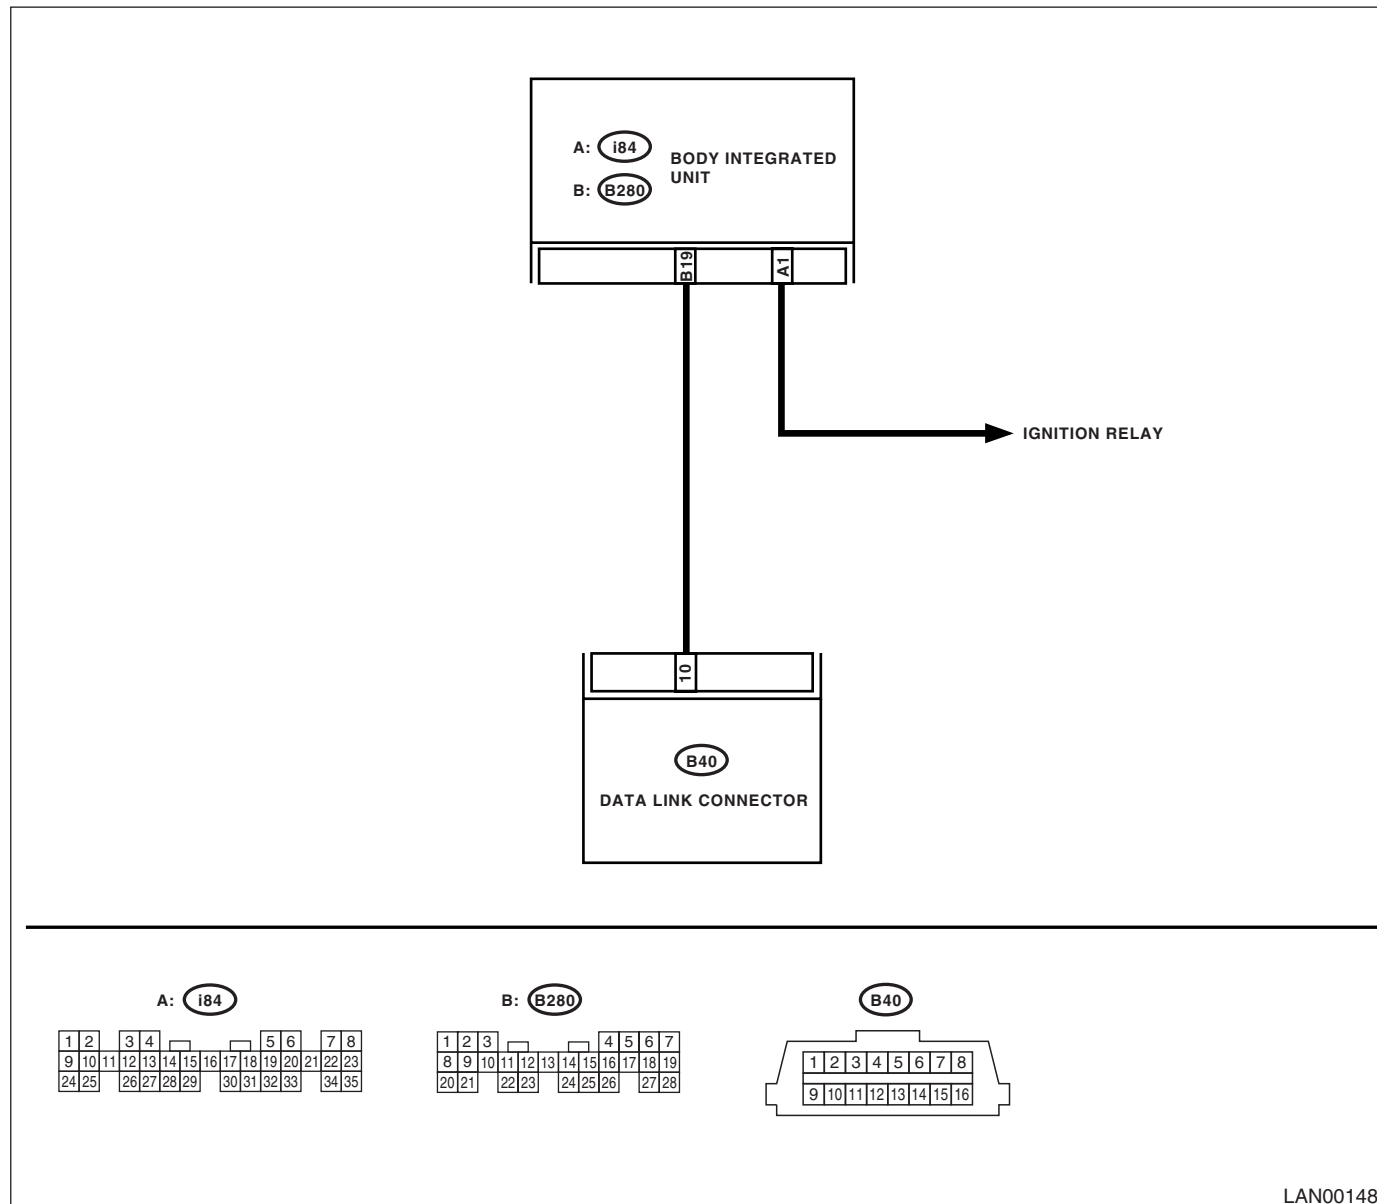 A: i84
BODY INTEGRATED
UNIT
B: B280
B19
A1
IGNITION RELAY
10
B40
DATA LINK CONNECTOR
A: i84
1 2 3 4 5 6 7 8
9 10 11 12 13 14 15 16 17 18 19 20 21 22 23
24 25 26 27 28 29 30 31 32 33 34 35
B: B280
1 2 3 4 5 6 7
8 9 10 11 12 13 14 15 16 17 18 19
20 21 22 23 24 25 26 27 28
B40
1 2 3 4 5 6 7 8
9 10 11 12 13 14 15 16
LAN00148